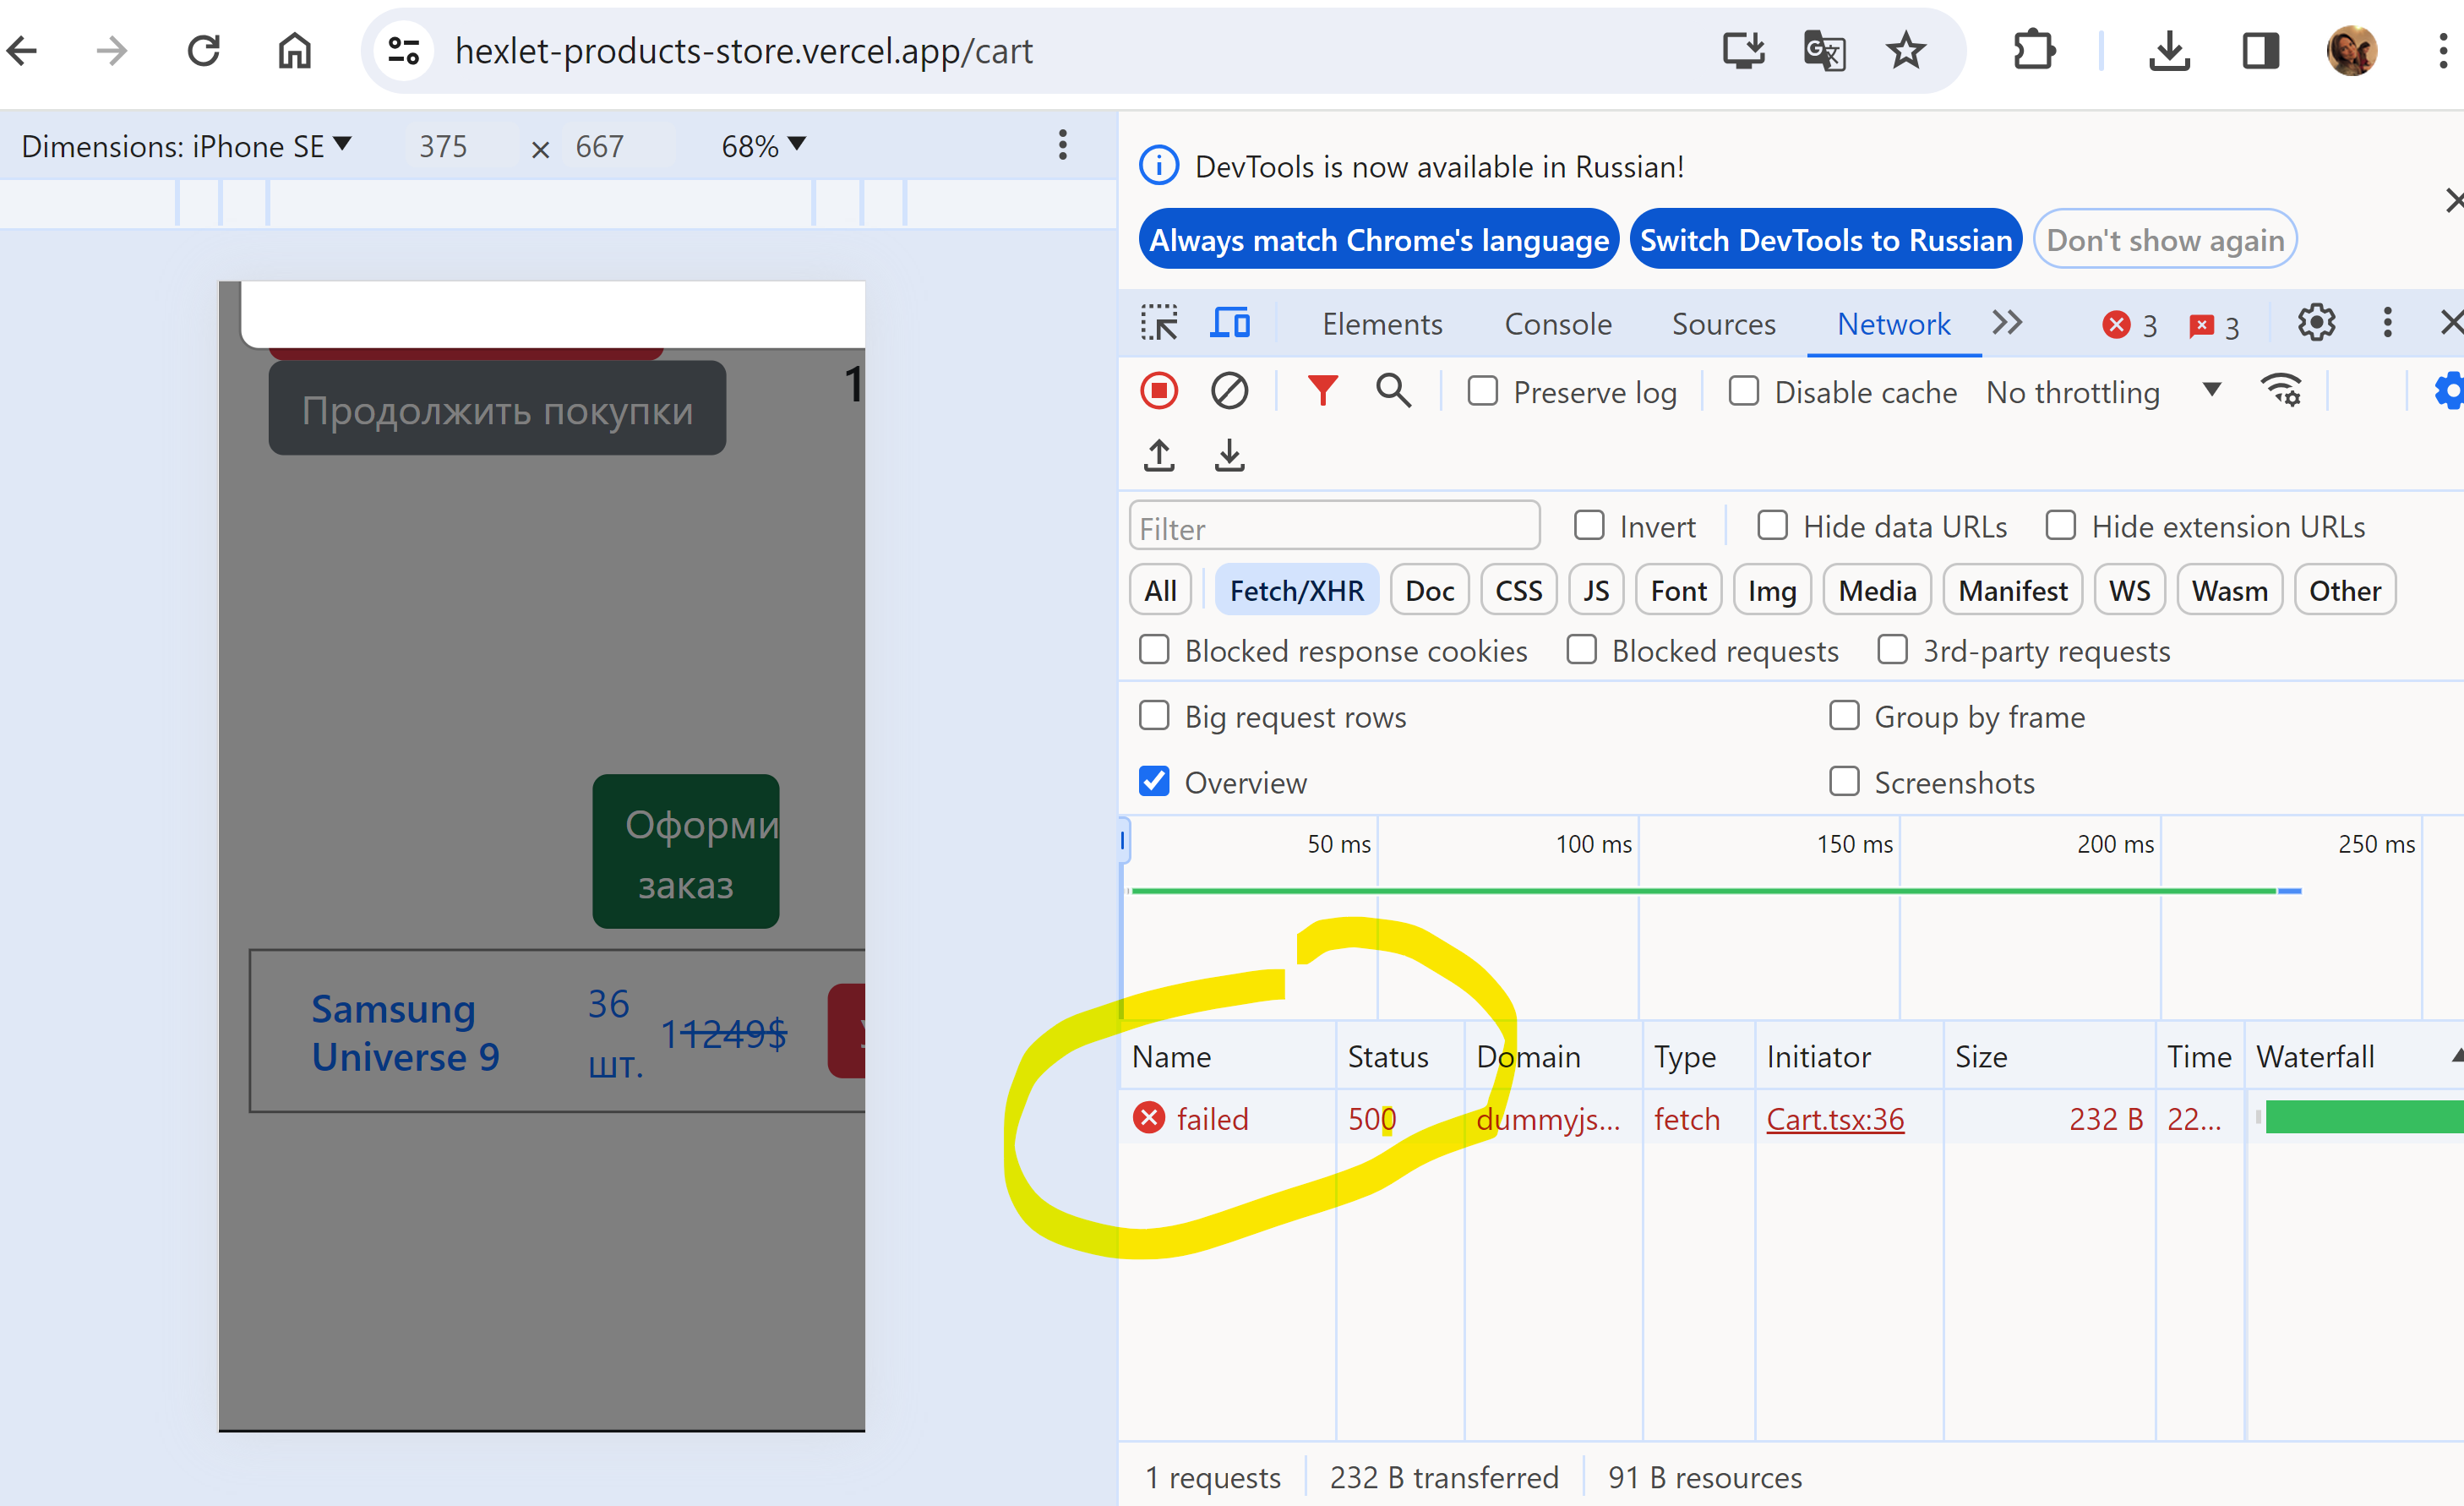 hexlet-products-store.vercel.app/cart
Dimensions: iPhone SE 375 × 667 68%
DevTools is now available in Russian!
Always match Chrome's language Switch DevTools to Russian Don't show again
Elements Console Sources Network 3 3
Preserve log Disable cache No throttling
Filter Invert Hide data URLs Hide extension URLs
All Fetch/XHR Doc CSS JS Font Img Media Manifest WS Wasm Other
Blocked response cookies Blocked requests 3rd-party requests
Big request rows Group by frame
Overview Screenshots
50 ms 100 ms 150 ms 200 ms 250 ms
Name Status Domain Type Initiator Size Time Waterfall
failed 500 dummyjs... fetch Cart.tsx:36 232 B 22...
1 requests 232 B transferred 91 B resources
Продолжить покупки
1
Оформи
заказ
Samsung
Universe 9
36
шт.
11249$